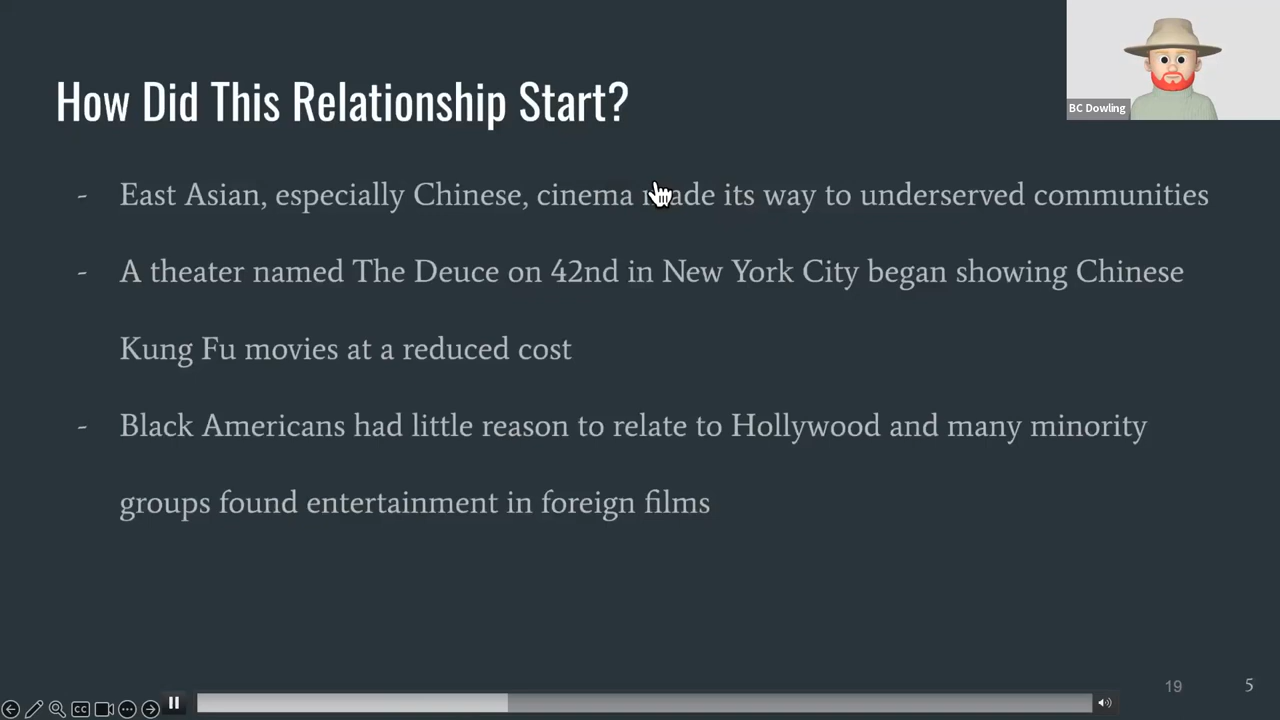 BC Dowling
How Did This Relationship Start?
- East Asian, especially Chinese, cinema made its way to underserved communities
- A theater named The Deuce on 42nd in New York City began showing Chinese
Kung Fu movies at a reduced cost
- Black Americans had little reason to relate to Hollywood and many minority
groups found entertainment in foreign films
CC
19 5